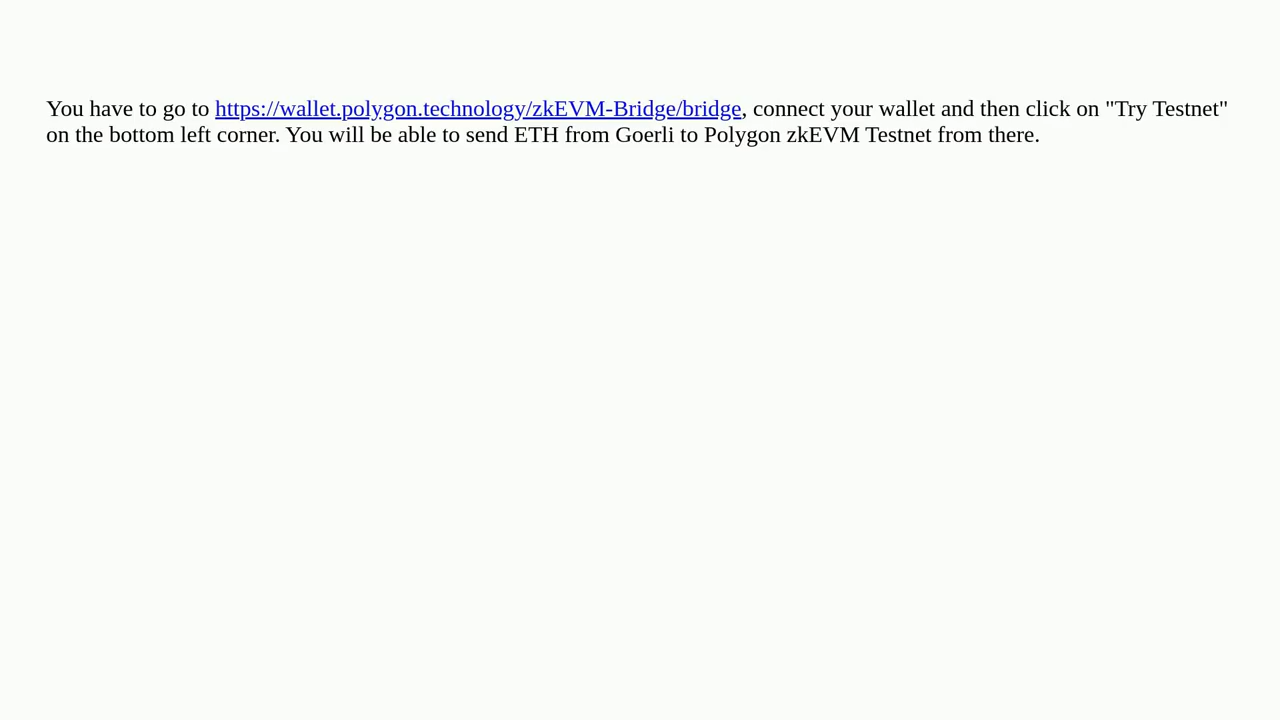 You have to go to https://wallet.polygon.technology/zkEVM-Bridge/bridge, connect your wallet and then click on "Try Testnet"
on the bottom left corner. You will be able to send ETH from Goerli to Polygon zkEVM Testnet from there.